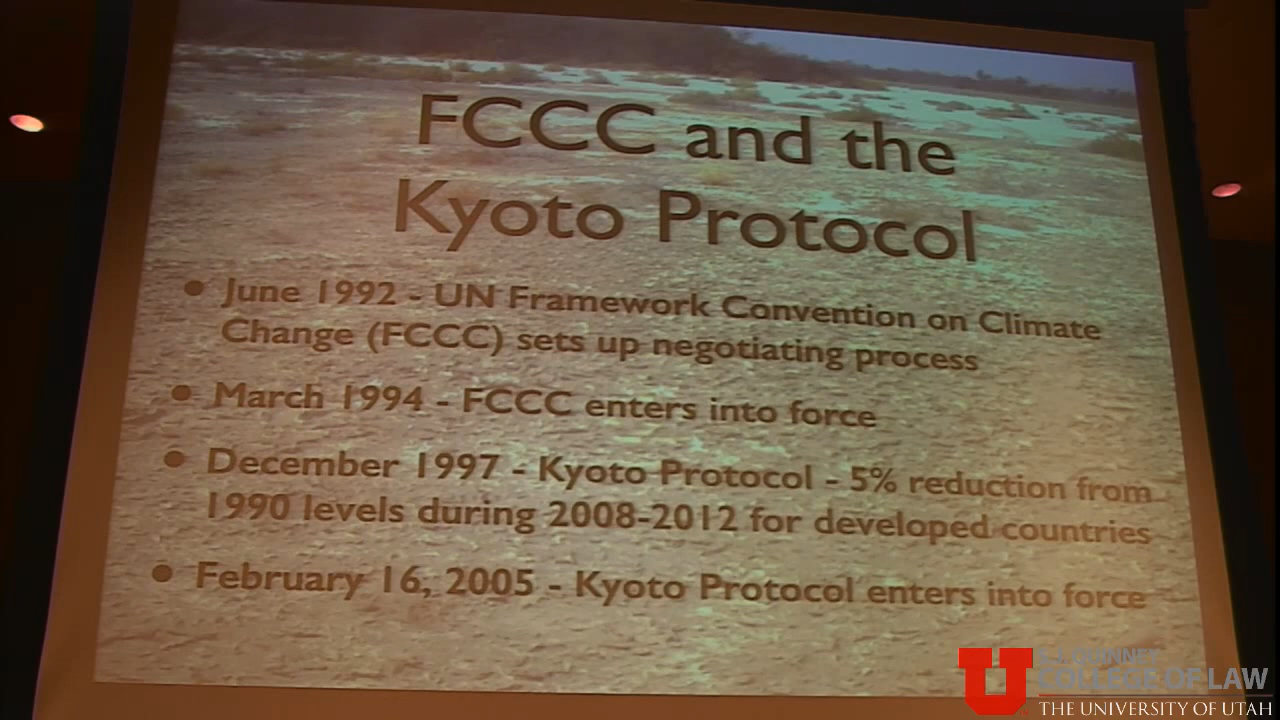 FCCC and the
Kyoto Protocol
• June 1992 - UN Framework Convention on Climate
Change (FCCC) sets up negotiating process
• March 1994 - FCCC enters into force
• December 1997 - Kyoto Protocol - 5% reduction from
1990 levels during 2008-2012 for developed countries
• February 16, 2005 - Kyoto Protocol enters into force
U S.J. QUINNEY
COLLEGE OF LAW
THE UNIVERSITY OF UTAH